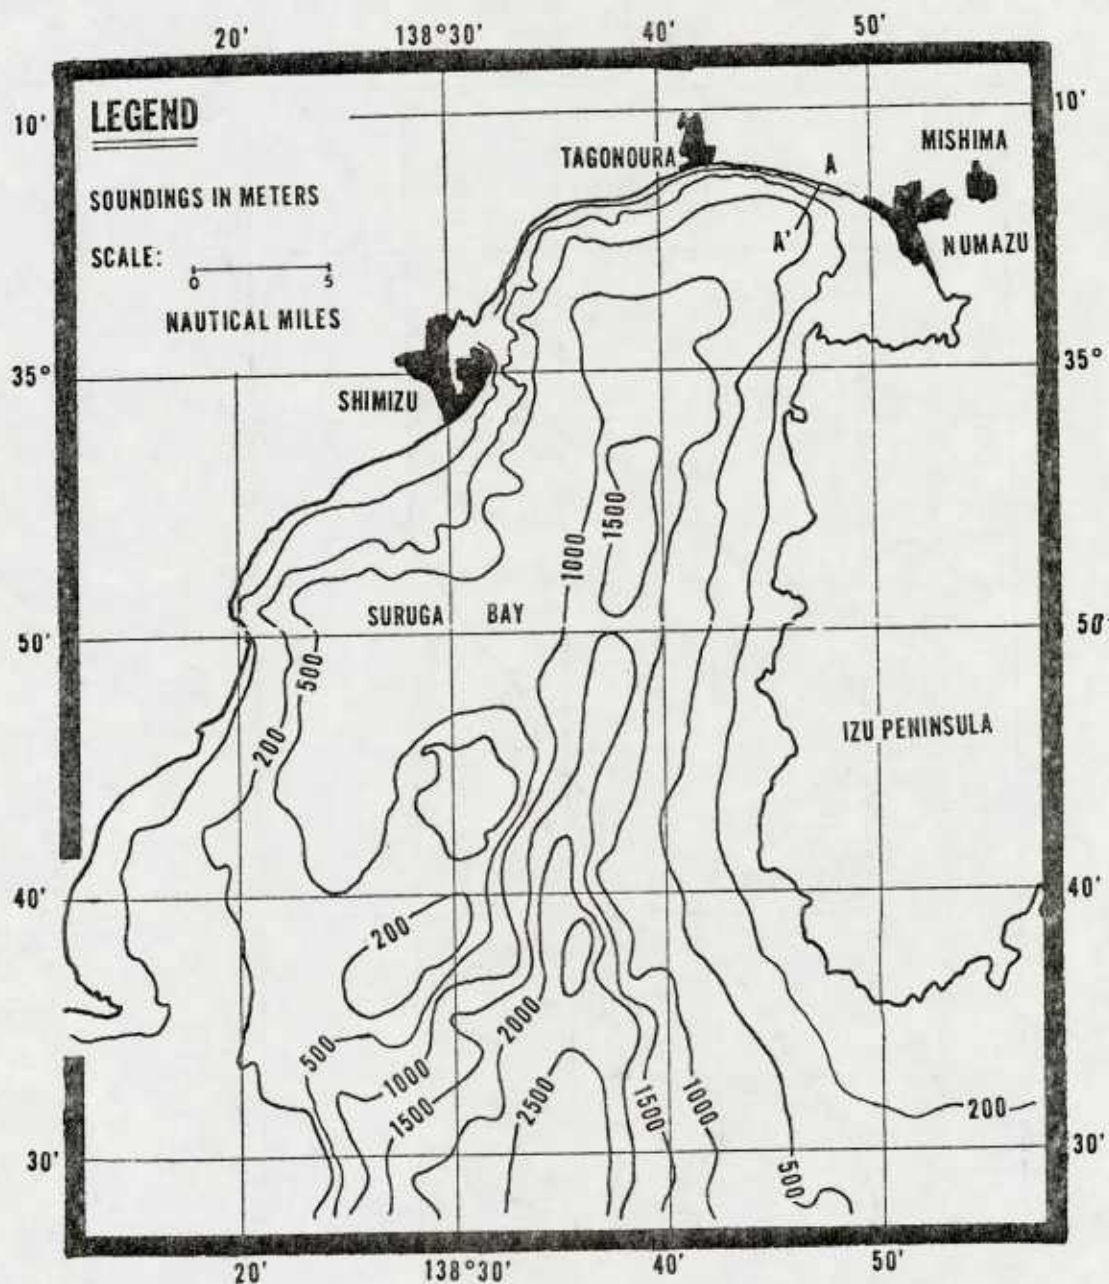 20' 138°30' 40' 50'
10' 10'
LEGEND
TAGONOURA
A
MISHIMA
SOUNDINGS IN METERS
A'
NUMAZU
SCALE:
0 5
NAUTICAL MILES
35° 35°
SHIMIZU
1500
1000
SURUGA BAY
50' 50'
500
200
IZU PENINSULA
40' 40'
200
2000
500
1000
1500
2500
1500
1000
200
30' 30'
500
20' 138°30' 40' 50'